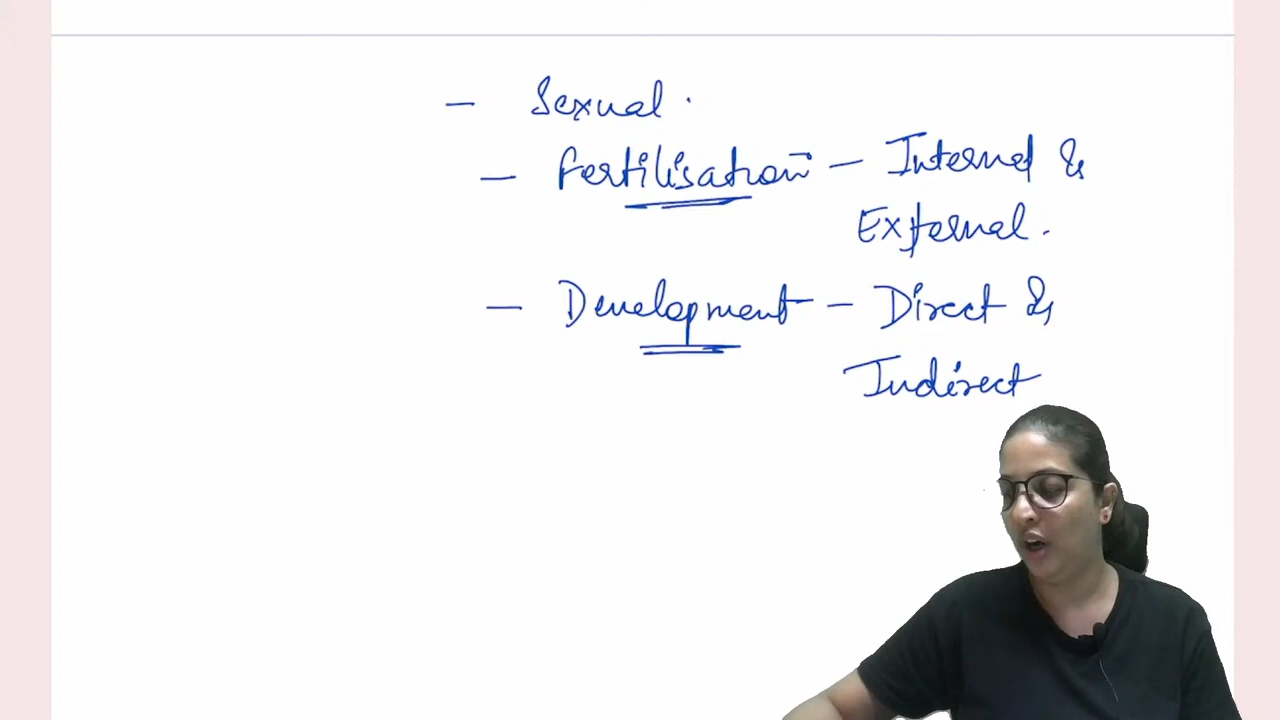 - Sexual.
- Fertilisation - Internal &
External.
- Development - Direct &
Indirect